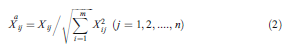 X̊ᵃ_ij = X_ij / √(∑_{i−1}^{m} X²_ij) (j = 1, 2, ...., n) (2)